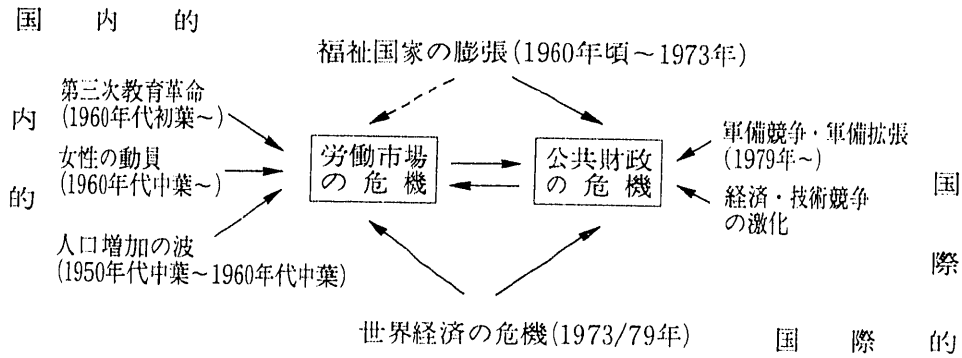 国内的
福祉国家の膨張(1960年頃～1973年)
第三次教育革命
(1960年代初葉～)
内的
女性の動員
(1960年代中葉～)
人口増加の波
(1950年代中葉～1960年代中葉)
労働市場
の危機
公共財政
の危機
軍備競争・軍備拡張
(1979年～)
経済・技術競争
の激化
国際
世界経済の危機(1973/79年)
国際的